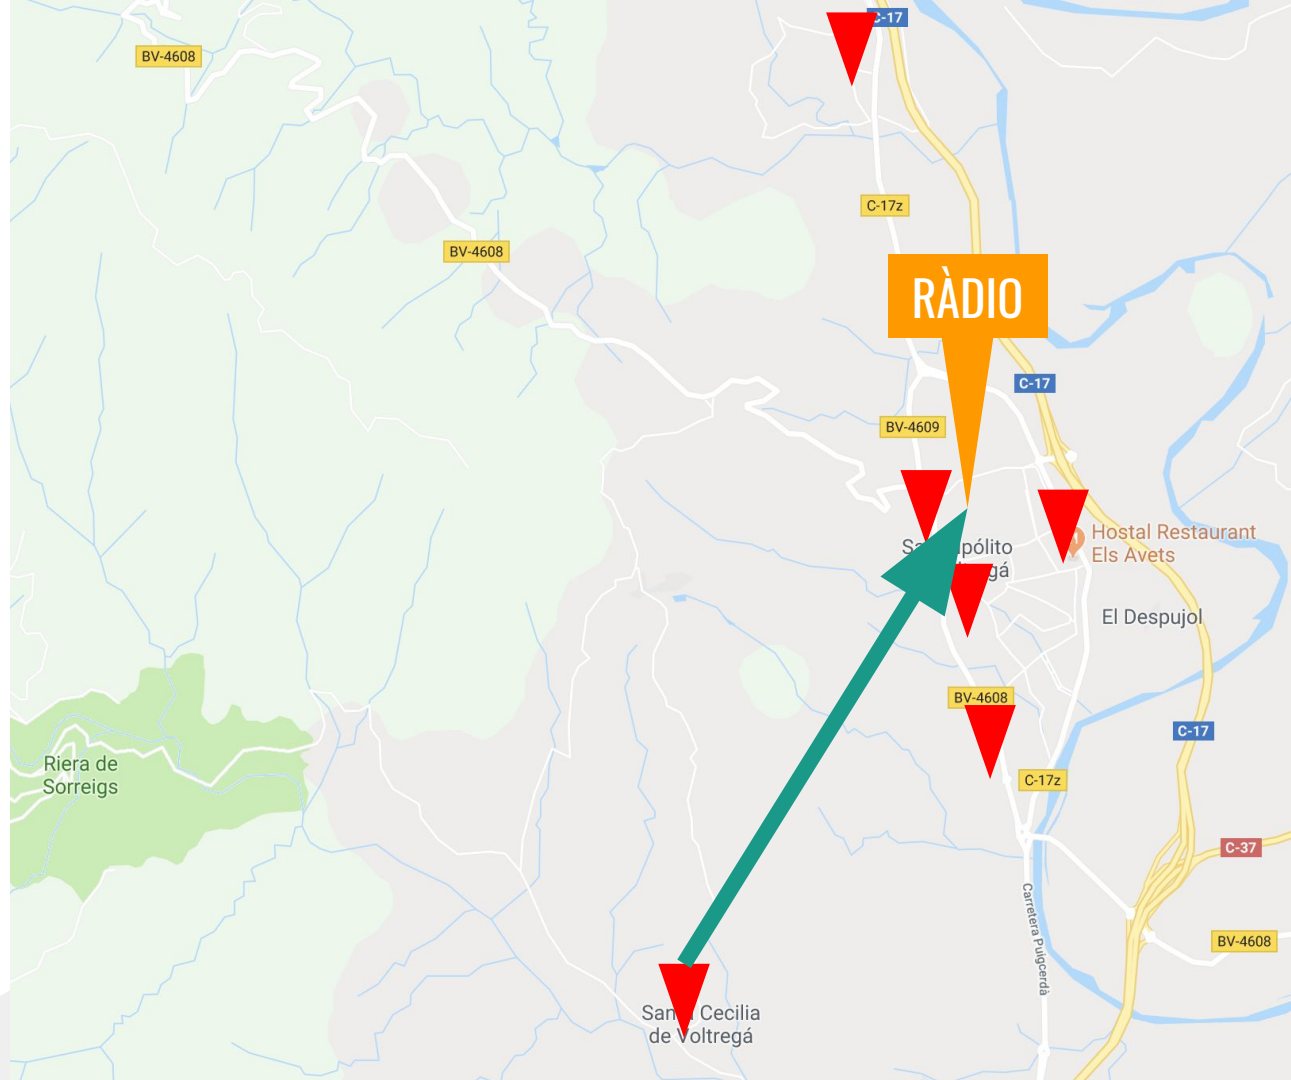 C-17
BV-4608
C-17z
BV-4608
RÀDIO
C-17
BV-4609
Hostal Restaurant
Els Avets
El Despujol
BV-4608
C-17
Riera de
Sorreigs
C-17z
C-37
Carretera Puigcerdà
BV-4608
Cecilia
de Voltregá